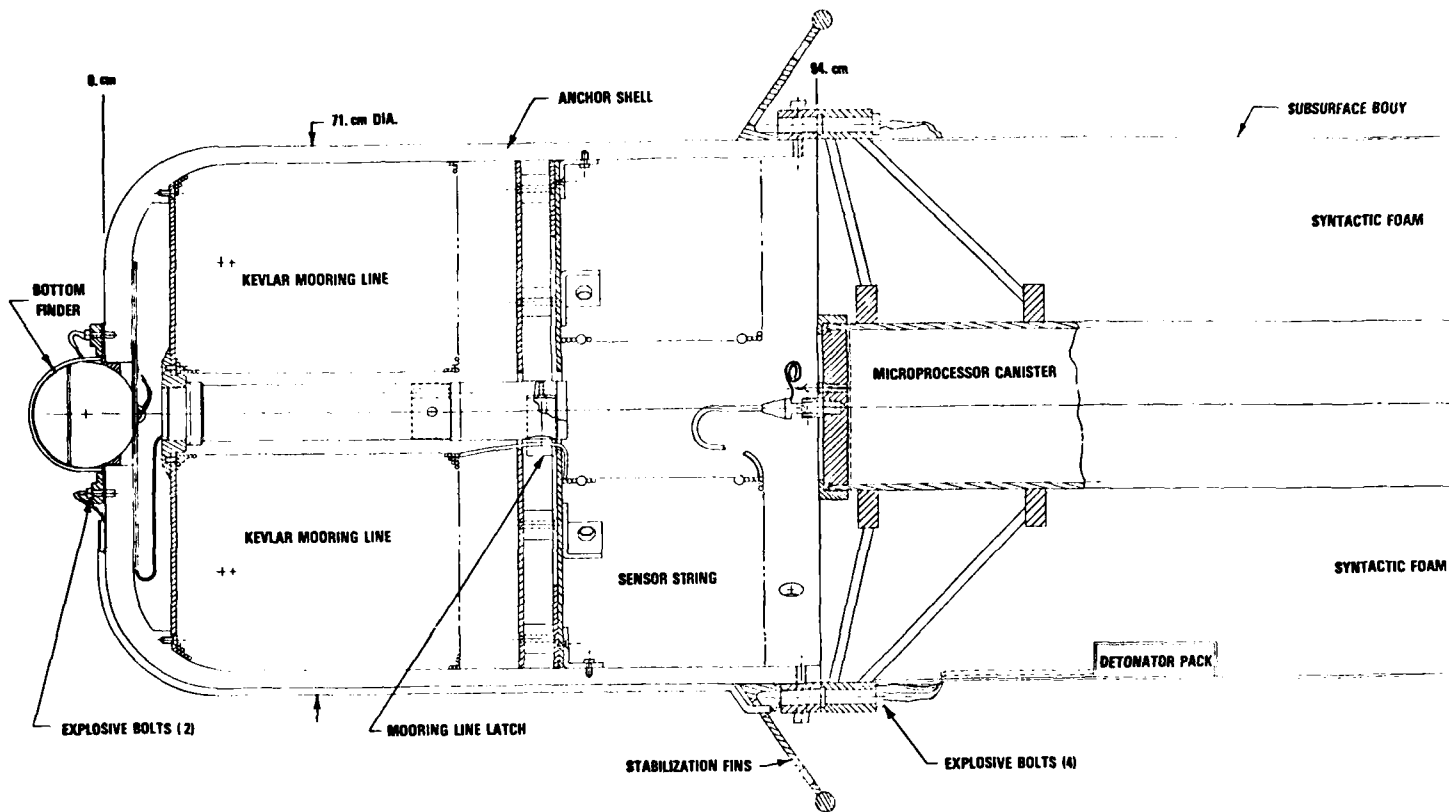 0. cm
94. cm
ANCHOR SHELL
SUBSURFACE BOUY
71. cm DIA.
SYNTACTIC FOAM
KEVLAR MOORING LINE
BOTTOM
FINDER
MICROPROCESSOR CANISTER
KEVLAR MOORING LINE
SENSOR STRING
SYNTACTIC FOAM
DETONATOR PACK
EXPLOSIVE BOLTS (2)
MOORING LINE LATCH
STABILIZATION FINS
EXPLOSIVE BOLTS (4)